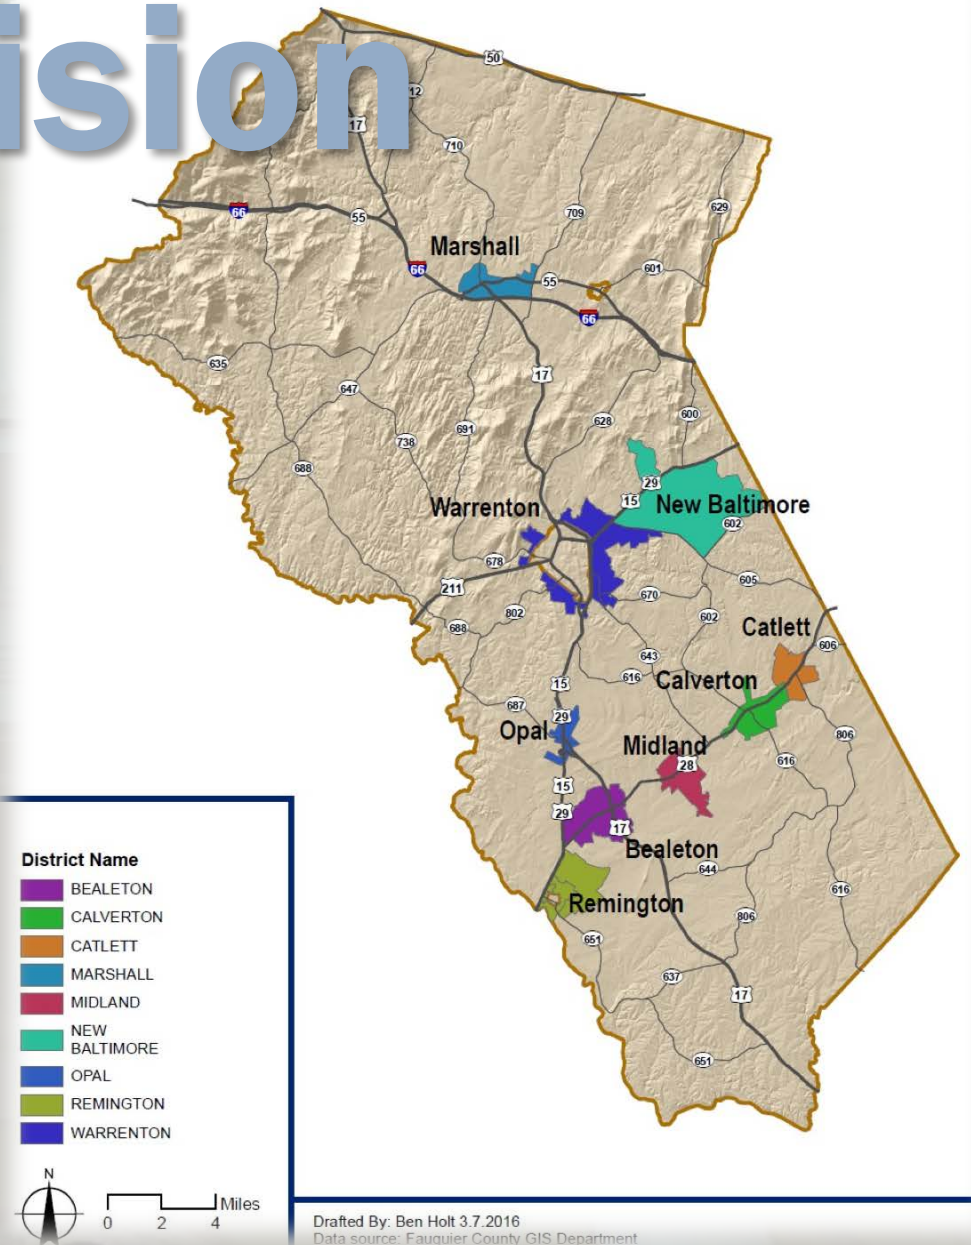 ision
50
12
17
710
66
55
709
629
Marshall
66
55
601
66
635
17
647
628
600
691
738
688
29
Warrenton
15
New Baltimore
602
678
211
605
670
802
602
688
Catlett
606
643
616
Calverton
15
687
29
Opal
806
Midland
28
616
15
29
17
Bealeton
644
616
Remington
806
651
637
17
651
District Name
BEALETON
CALVERTON
CATLETT
MARSHALL
MIDLAND
NEW
BALTIMORE
OPAL
REMINGTON
WARRENTON
N
Miles
0 2 4
Drafted By: Ben Holt 3.7.2016
Data source: Fauquier County GIS Department